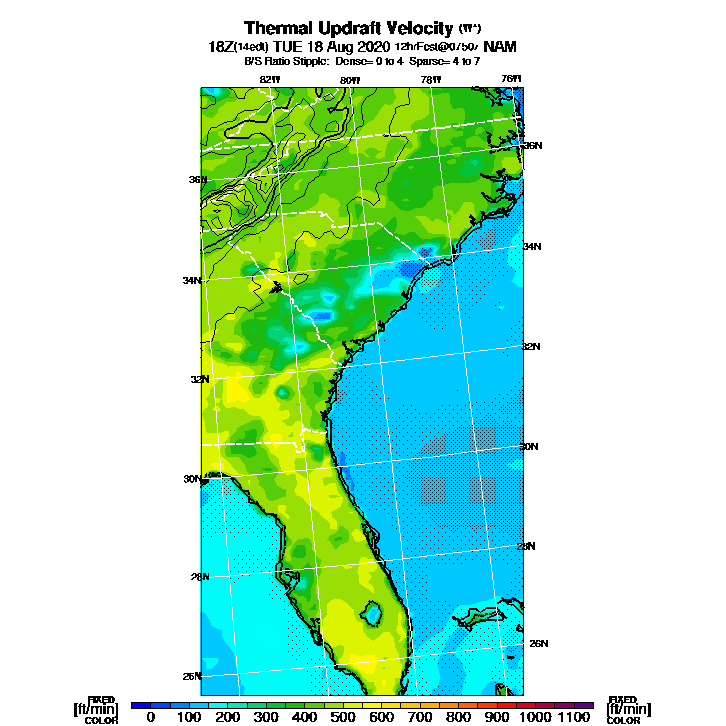 Thermal Updraft Velocity (W*)
18Z(14edt) TUE 18 Aug 2020 12hrFcst@0750z NAM
B/S Ratio Stipple: Dense= 0 to 4 Sparse= 4 to 7
82W 80W 78W 76W
36N
36N
34N
34N
32N
32N
30N
30N
28N
28N
26N
26N
FIXED FIXED
[ft/min] [ft/min]
COLOR COLOR
0 100 200 300 400 500 600 700 800 900 1000 1100